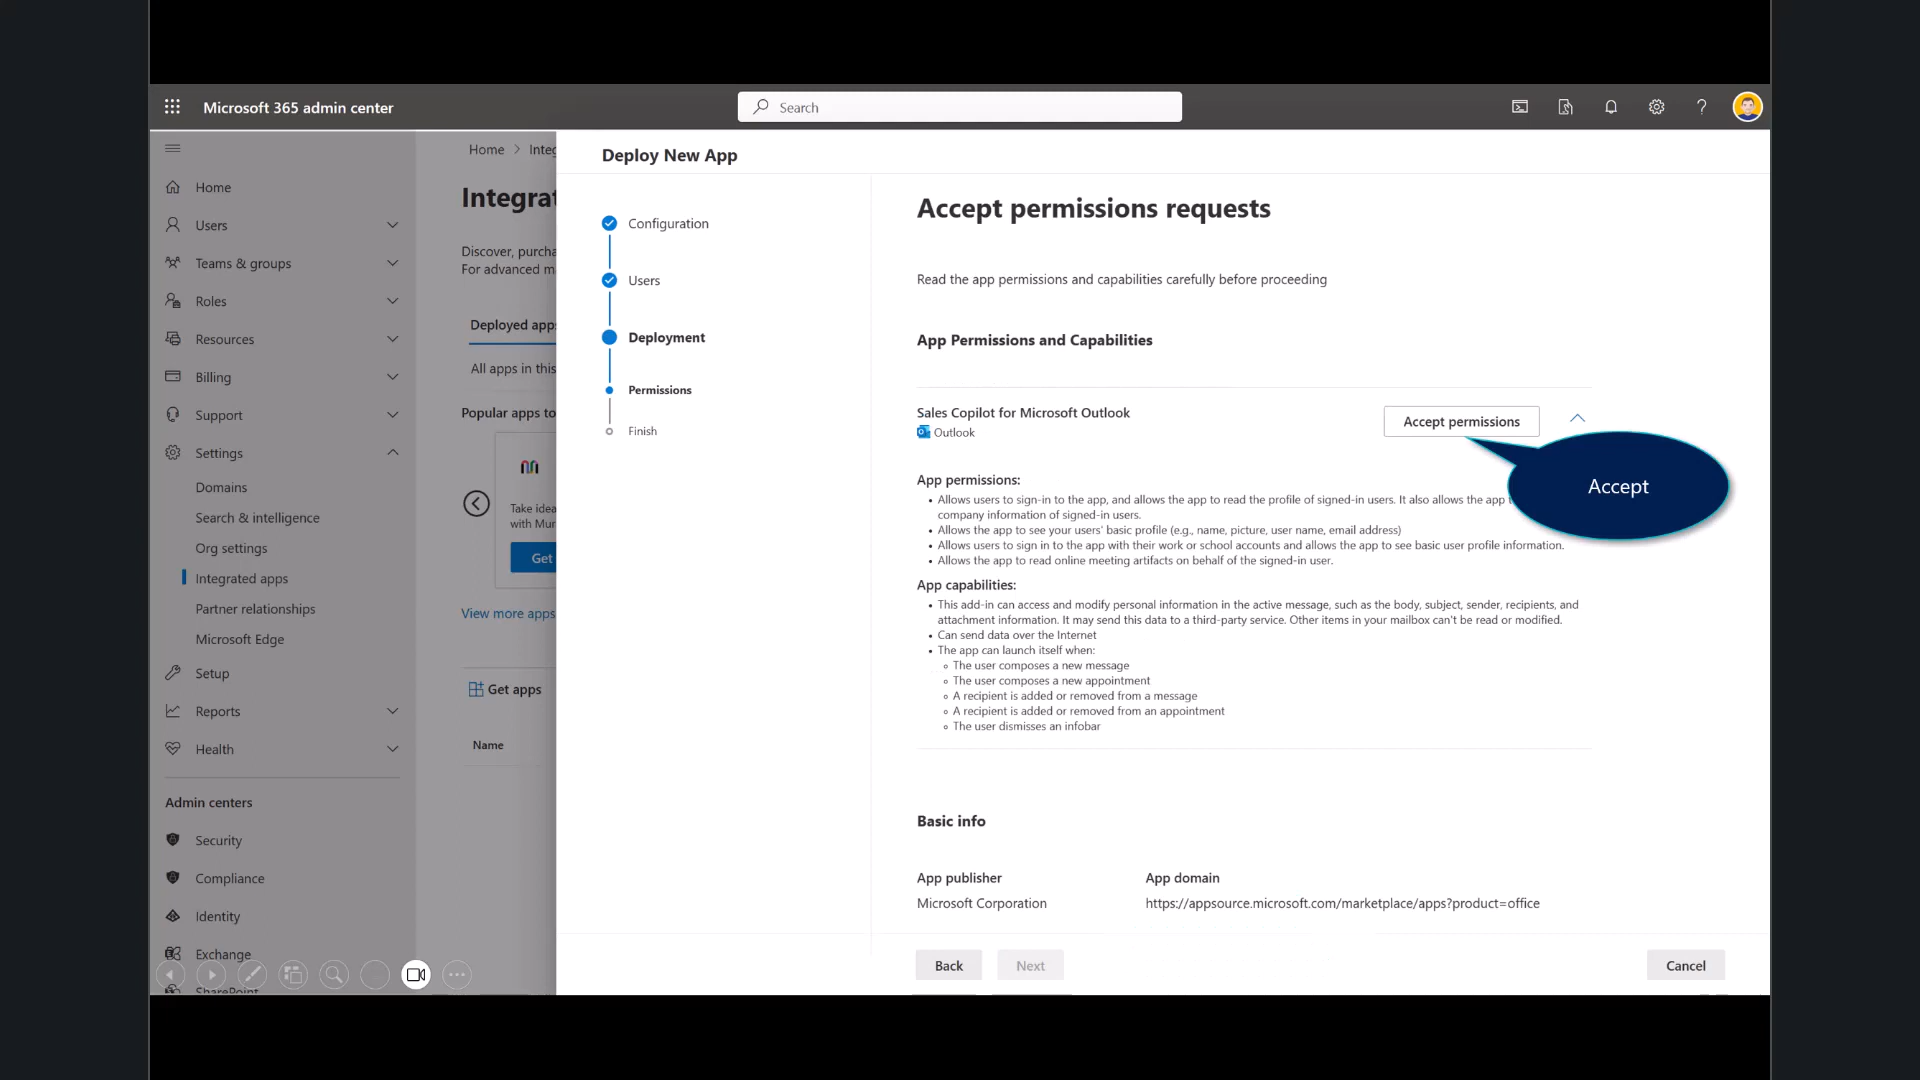 Microsoft 365 admin center
Search
Home
Users
Teams & groups
Roles
Resources
Billing
Support
Settings
Domains
Search & intelligence
Org settings
Integrated apps
Partner relationships
Microsoft Edge
Setup
Reports
Health
Admin centers
Security
Compliance
Identity
Exchange
SharePoint
Home > Integ
Integrat
Discover, purcha
For advanced m
Deployed apps
All apps in this
Popular apps to
Take idea
with Mur
Get
View more apps
Get apps
Name
Deploy New App
Configuration
Users
Deployment
Permissions
Finish
Accept permissions requests
Read the app permissions and capabilities carefully before proceeding
App Permissions and Capabilities
Sales Copilot for Microsoft Outlook
Outlook
Accept permissions
Accept
App permissions:
• Allows users to sign-in to the app, and allows the app to read the profile of signed-in users. It also allows the app t
company information of signed-in users.
• Allows the app to see your users' basic profile (e.g., name, picture, user name, email address)
• Allows users to sign in to the app with their work or school accounts and allows the app to see basic user profile information.
• Allows the app to read online meeting artifacts on behalf of the signed-in user.
App capabilities:
• This add-in can access and modify personal information in the active message, such as the body, subject, sender, recipients, and
attachment information. It may send this data to a third-party service. Other items in your mailbox can't be read or modified.
• Can send data over the Internet
• The app can launch itself when:
◦ The user composes a new message
◦ The user composes a new appointment
◦ A recipient is added or removed from a message
◦ A recipient is added or removed from an appointment
◦ The user dismisses an infobar
Basic info
App publisher
Microsoft Corporation
App domain
https://appsource.microsoft.com/marketplace/apps?product=office
Back
Next
Cancel